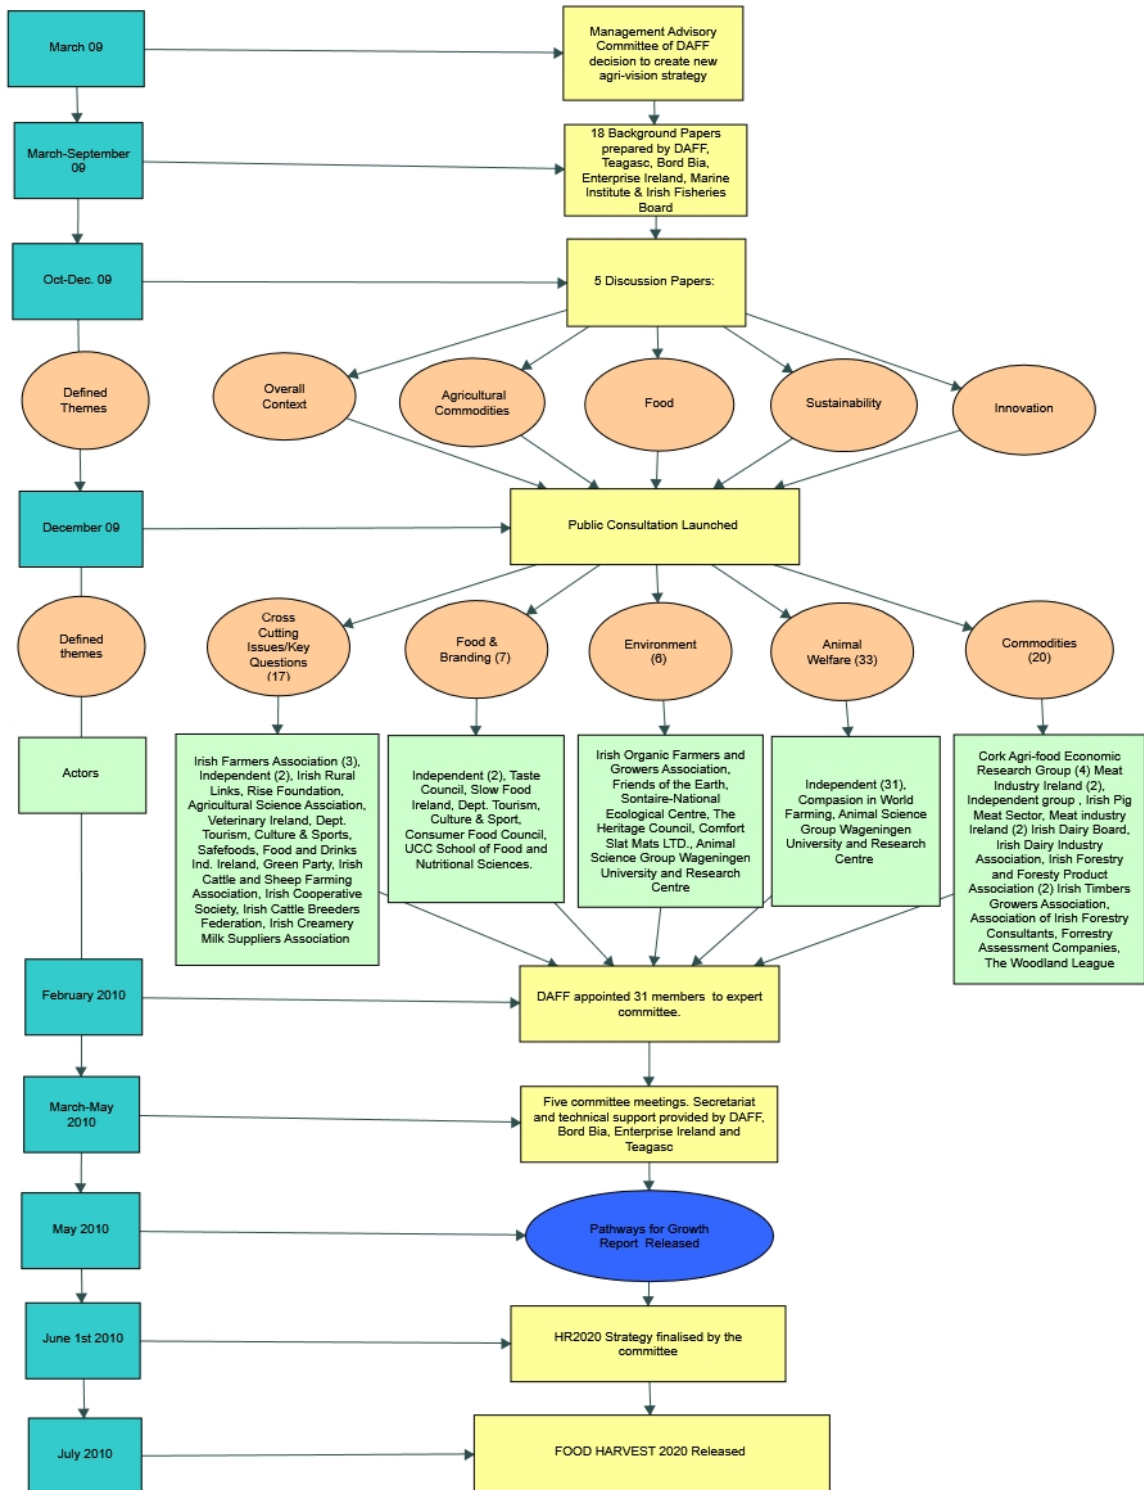 March 09
Management Advisory
Committee of DAFF
decision to create new
agri-vision strategy
March-September
09
18 Background Papers
prepared by DAFF,
Teagasc, Bord Bia,
Enterprise Ireland, Marine
Institute & Irish Fisheries
Board
Oct-Dec. 09
5 Discussion Papers:
Defined
Themes
Overall
Context
Agricultural
Commodities
Food
Sustainability
Innovation
December 09
Public Consultation Launched
Defined
themes
Cross
Cutting
Issues/Key
Questions
(17)
Food &
Branding (7)
Environment
(6)
Animal
Welfare (33)
Commodities
(20)
Actors
Irish Farmers Association (3),
Independent (2), Irish Rural
Links, Rise Foundation,
Agricultural Science Assciation,
Veterinary Ireland, Dept.
Tourism, Culture & Sports,
Safefoods, Food and Drinks
Ind. Ireland, Green Party, Irish
Cattle and Sheep Farming
Association, Irish Cooperative
Society, Irish Cattle Breeders
Federation, Irish Creamery
Milk Suppliers Association
Independent (2), Taste
Council, Slow Food
Ireland, Dept. Tourism,
Culture & Sport,
Consumer Food Council,
UCC School of Food and
Nutritional Sciences.
Irish Organic Farmers and
Growers Association,
Friends of the Earth,
Sontaire-National
Ecological Centre, The
Heritage Council, Comfort
Slat Mats LTD., Animal
Science Group Wageningen
University and Research
Centre
Independent (31),
Compasion in World
Farming, Animal Science
Group Wageningen
University and Research
Centre
Cork Agri-food Economic
Research Group (4) Meat
Industry Ireland (2),
Independent group , Irish Pig
Meat Sector, Meat industry
Ireland (2) Irish Dairy Board,
Irish Dairy Industry
Association, Irish Forestry
and Foresty Product
Association (2) Irish Timbers
Growers Association,
Association of Irish Forestry
Consultants, Forrestry
Assessment Companies,
The Woodland League
February 2010
DAFF appointed 31 members to expert
committee.
March-May
2010
Five committee meetings. Secretariat
and technical support provided by DAFF,
Bord Bia, Enterprise Ireland and
Teagasc
May 2010
Pathways for Growth
Report Released
June 1st 2010
HR2020 Strategy finalised by the
committee
July 2010
FOOD HARVEST 2020 Released